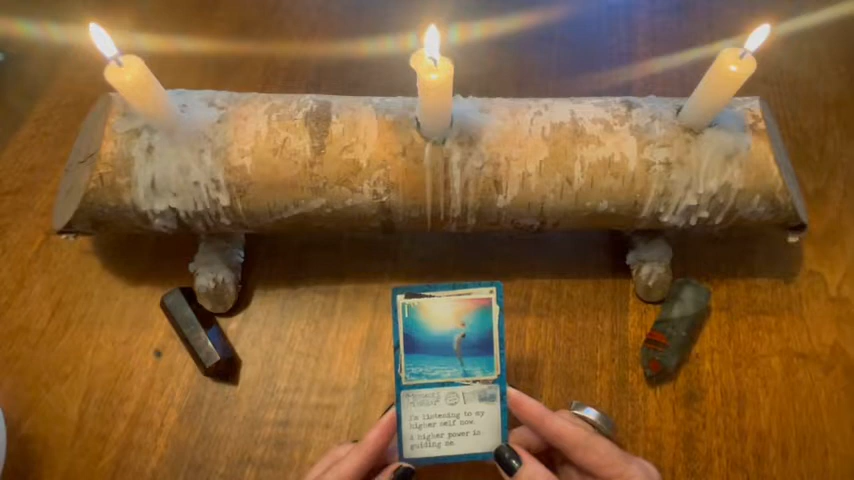 I'm listening to my
higher self now.
A higher power is
guiding me.